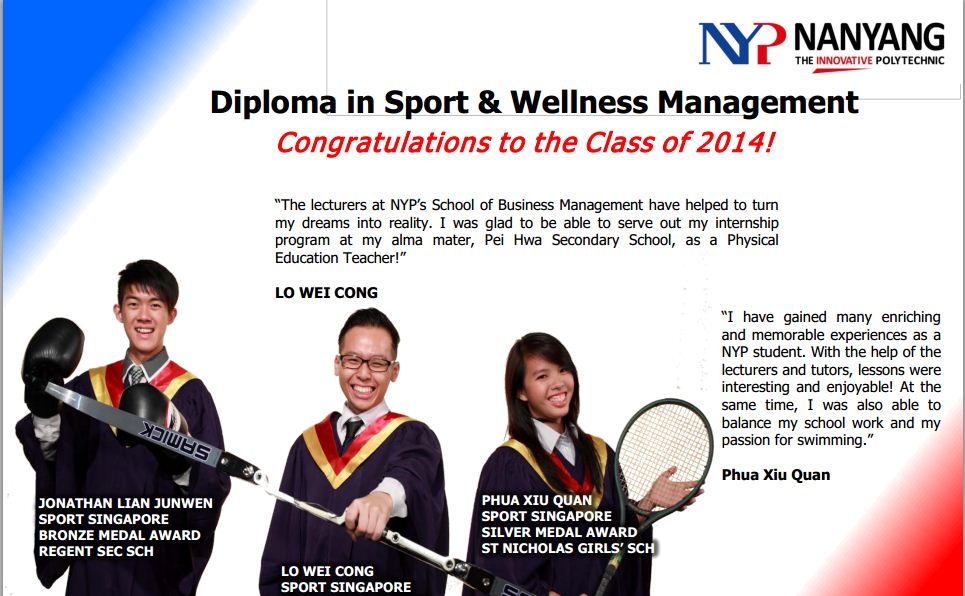 NYP NANYANG
THE INNOVATIVE POLYTECHNIC
Diploma in Sport & Wellness Management
Congratulations to the Class of 2014!
“The lecturers at NYP’s School of Business Management have helped to turn
my dreams into reality. I was glad to be able to serve out my internship
program at my alma mater, Pei Hwa Secondary School, as a Physical
Education Teacher!”
LO WEI CONG
“I have gained many enriching
and memorable experiences as a
NYP student. With the help of the
lecturers and tutors, lessons were
interesting and enjoyable! At the
same time, I was also able to
balance my school work and my
passion for swimming.”
Phua Xiu Quan
SAMICK
JONATHAN LIAN JUNWEN
SPORT SINGAPORE
BRONZE MEDAL AWARD
REGENT SEC SCH
LO WEI CONG
SPORT SINGAPORE
PHUA XIU QUAN
SPORT SINGAPORE
SILVER MEDAL AWARD
ST NICHOLAS GIRLS’ SCH